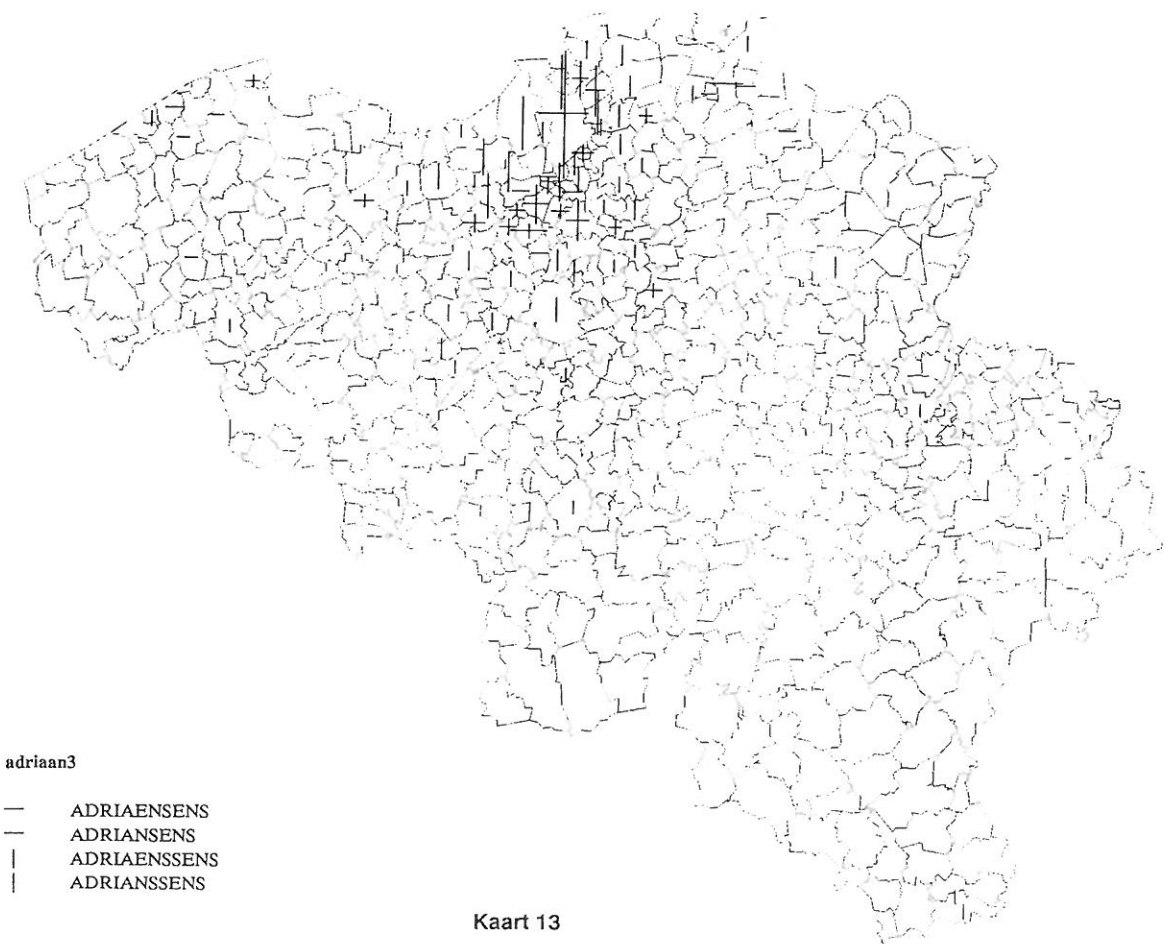 adriaan3
— ADRIAENSENS
— ADRIANSENS
| ADRIAENSSENS
| ADRIANSSENS
Kaart 13